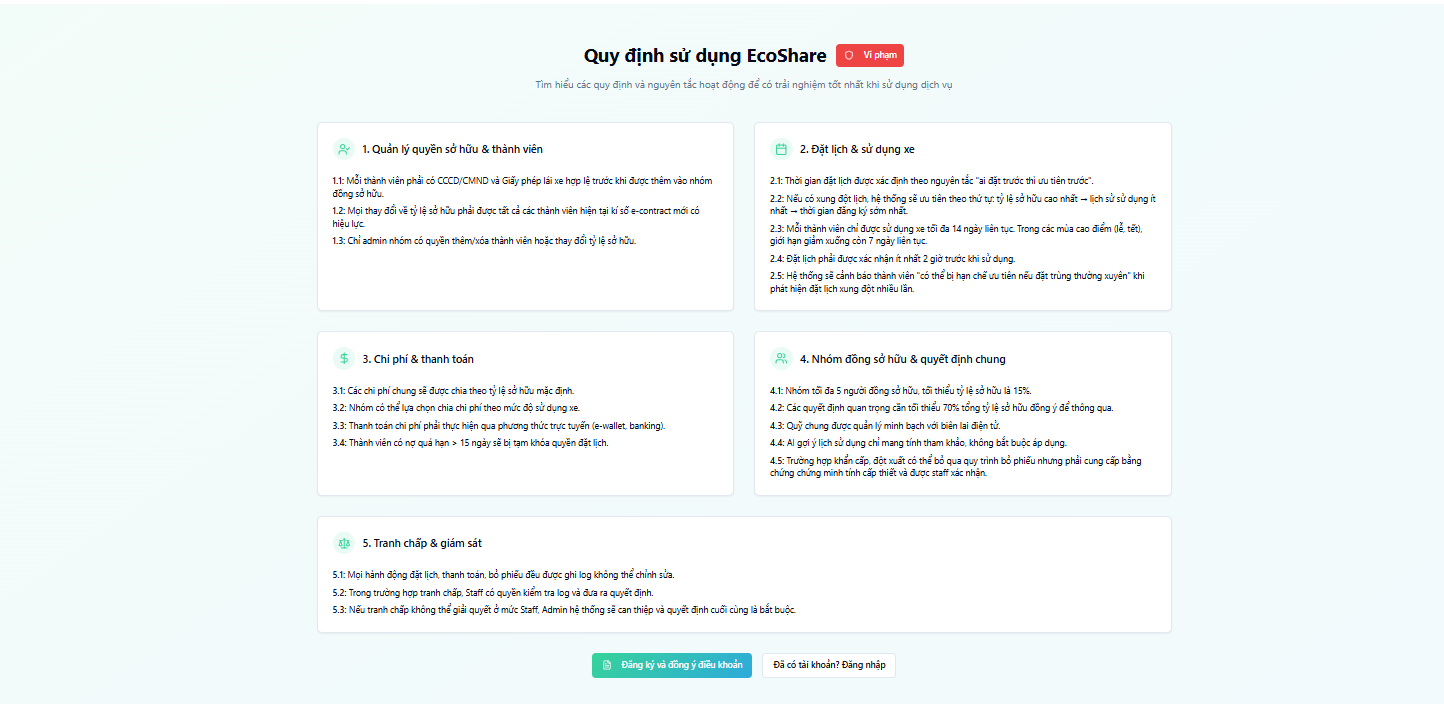 Quy định sử dụng EcoShare
Vi phạm
Tìm hiểu các quy định và nguyên tắc hoạt động để có trải nghiệm tốt nhất khi sử dụng dịch vụ
1. Quản lý quyền sở hữu & thành viên
1.1: Mỗi thành viên phải có CCCD/CMND và Giấy phép lái xe hợp lệ trước khi được thêm vào nhóm
đồng sở hữu.
1.2: Mọi thay đổi về tỷ lệ sở hữu phải được tất cả các thành viên hiện tại kí số e-contract mới có
hiệu lực.
1.3: Chỉ admin nhóm có quyền thêm/xóa thành viên hoặc thay đổi tỷ lệ sở hữu.
2. Đặt lịch & sử dụng xe
2.1: Thời gian đặt lịch được xác định theo nguyên tắc "ai đặt trước thì ưu tiên trước".
2.2: Nếu có xung đột lịch, hệ thống sẽ ưu tiên theo thứ tự: tỷ lệ sở hữu cao nhất → lịch sử sử dụng ít
nhất → thời gian đăng ký sớm nhất.
2.3: Mỗi thành viên chỉ được sử dụng xe tối đa 14 ngày liên tục. Trong các mùa cao điểm (lễ, tết),
giới hạn giảm xuống còn 7 ngày liên tục.
2.4: Đặt lịch phải được xác nhận ít nhất 2 giờ trước khi sử dụng.
2.5: Hệ thống sẽ cảnh báo thành viên "có thể bị hạn chế ưu tiên nếu đặt trùng thường xuyên" khi
phát hiện đặt lịch xung đột nhiều lần.
3. Chi phí & thanh toán
3.1: Các chi phí chung sẽ được chia theo tỷ lệ sở hữu mặc định.
3.2: Nhóm có thể lựa chọn chia chi phí theo mức độ sử dụng xe.
3.3: Thanh toán chi phí phải thực hiện qua phương thức trực tuyến (e-wallet, banking).
3.4: Thành viên có nợ quá hạn > 15 ngày sẽ bị tạm khóa quyền đặt lịch.
4. Nhóm đồng sở hữu & quyết định chung
4.1: Nhóm tối đa 5 người đồng sở hữu, tối thiểu tỷ lệ sở hữu là 15%.
4.2: Các quyết định quan trọng cần tối thiểu 70% tổng tỷ lệ sở hữu đồng ý để thông qua.
4.3: Quỹ chung được quản lý minh bạch với biên lai điện tử.
4.4: AI gợi ý lịch sử dụng chỉ mang tính tham khảo, không bắt buộc áp dụng.
4.5: Trường hợp khẩn cấp, đột xuất có thể bỏ qua quy trình bỏ phiếu nhưng phải cung cấp bằng
chứng chứng minh tính cấp thiết và được staff xác nhận.
5. Tranh chấp & giám sát
5.1: Mọi hành động đặt lịch, thanh toán, bỏ phiếu đều được ghi log không thể chỉnh sửa.
5.2: Trong trường hợp tranh chấp, Staff có quyền kiểm tra log và đưa ra quyết định.
5.3: Nếu tranh chấp không thể giải quyết ở mức Staff, Admin hệ thống sẽ can thiệp và quyết định cuối cùng là bắt buộc.
Đăng ký và đồng ý điều khoản
Đã có tài khoản? Đăng nhập